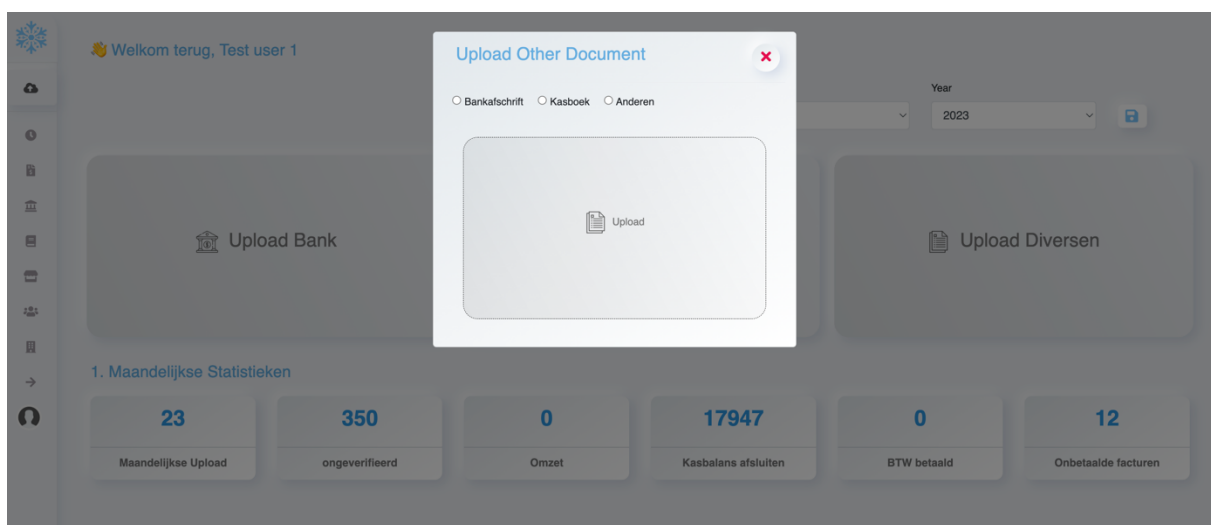 👋 Welkom terug, Test user 1
Upload Other Document
Bankafschrift Kasboek Anderen
Year
2023
Upload Bank
Upload
Upload Diversen
1. Maandelijkse Statistieken
23
Maandelijkse Upload
350
ongeverifieerd
0
Omzet
17947
Kasbalans afsluiten
0
BTW betaald
12
Onbetaalde facturen